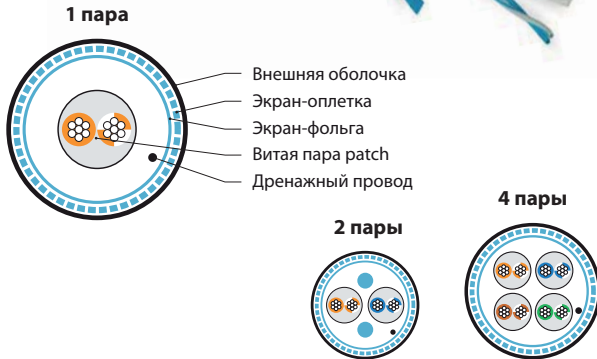 1 пара
Внешняя оболочка
Экран-оплетка
Экран-фольга
Витая пара patch
Дренажный провод
2 пары
4 пары